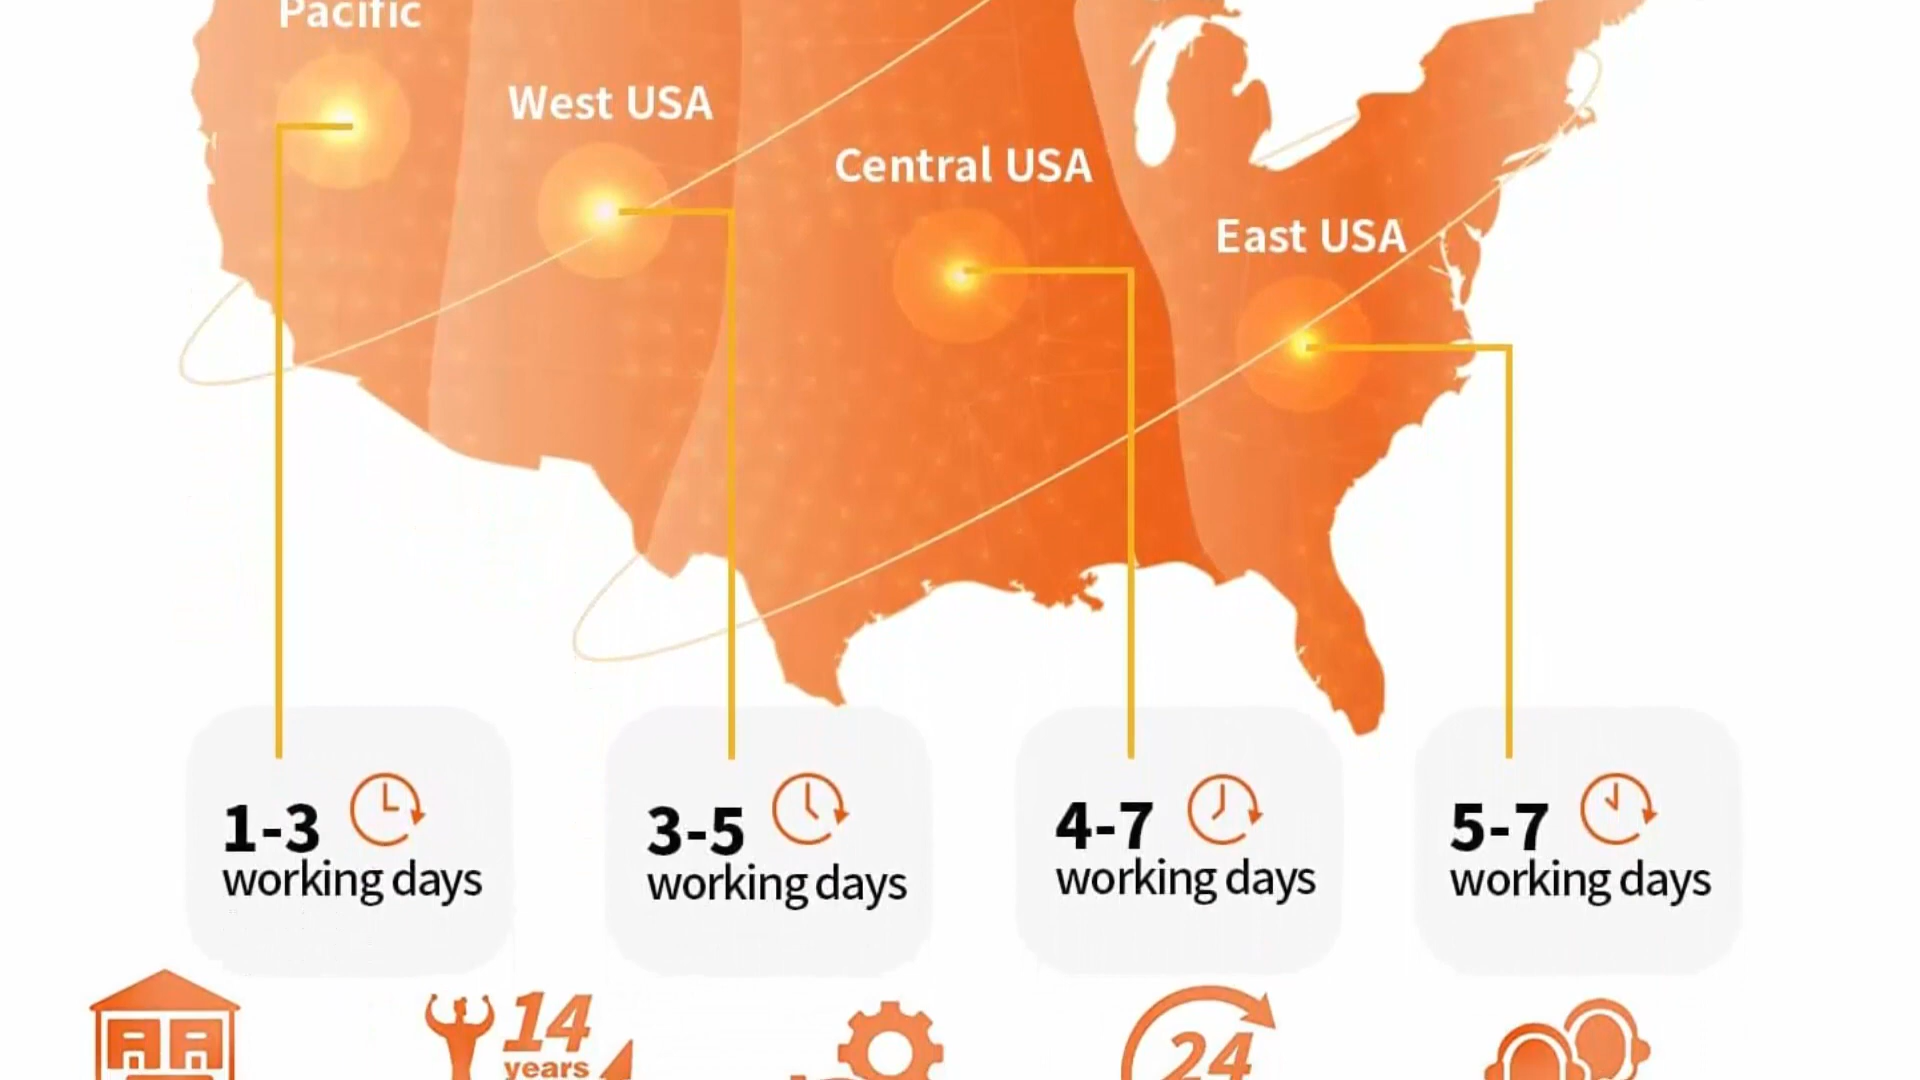 Pacific
West USA
Central USA
East USA
1-3
working days
3-5
working days
4-7
working days
5-7
working days
14
years
24